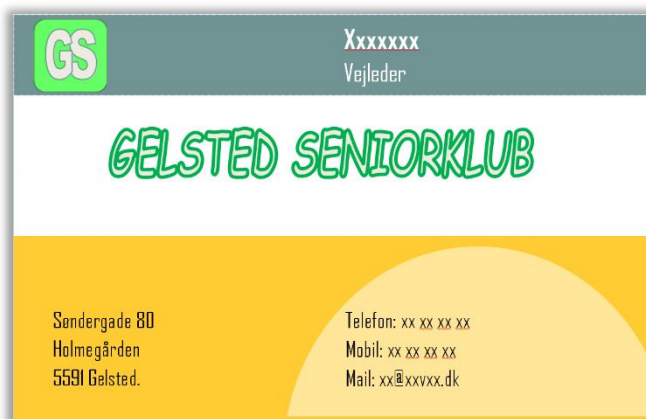 GS
Xxxxxxx
Vejleder
GELSTED SENIORKLUB
Søndergade 80
Holmegården
5591 Gelsted.
Telefon: xx xx xx xx
Mobil: xx xx xx xx
Mail: xx@xxvxx.dk